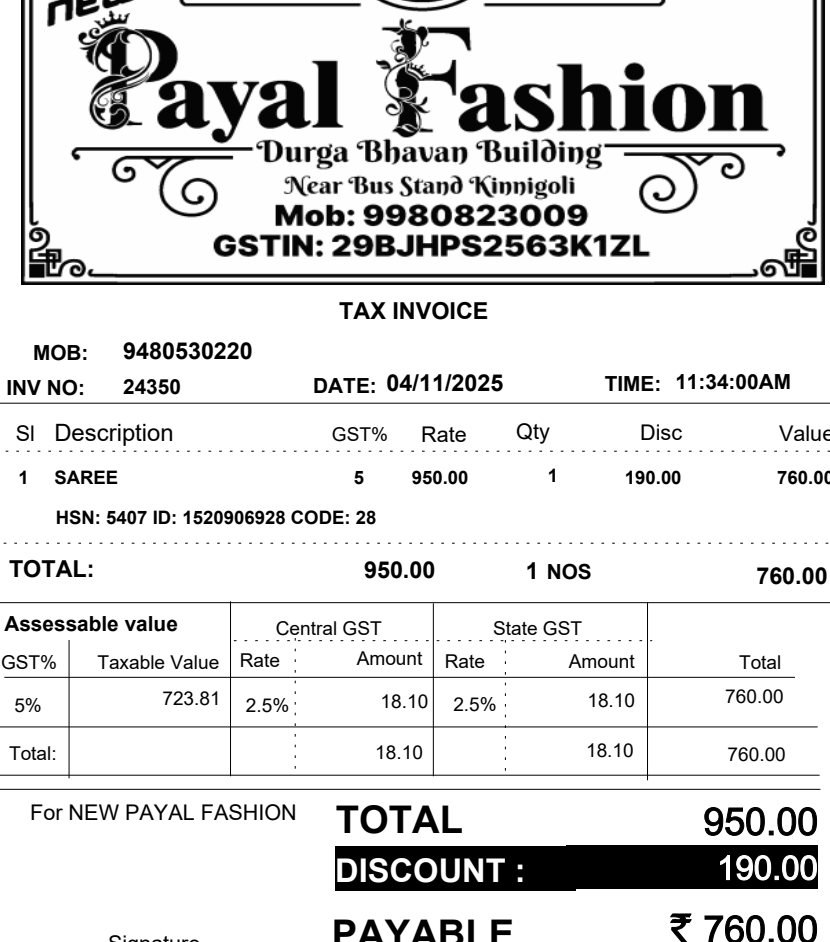 new
Payal Fashion
Durga Bhavan Building
Near Bus Stand Kinnigoli
Mob: 9980823009
GSTIN: 29BJHPS2563K1ZL
TAX INVOICE
MOB: 9480530220
INV NO: 24350 DATE: 04/11/2025 TIME: 11:34:00AM
Sl Description GST% Rate Qty Disc Value
1 SAREE 5 950.00 1 190.00 760.00
HSN: 5407 ID: 1520906928 CODE: 28
TOTAL: 950.00 1 NOS 760.00
Assessable value Central GST State GST
GST% Taxable Value Rate Amount Rate Amount Total
5% 723.81 2.5% 18.10 2.5% 18.10 760.00
Total: 18.10 18.10 760.00
For NEW PAYAL FASHION TOTAL 950.00
DISCOUNT : 190.00
Signature PAYABLE ₹ 760.00